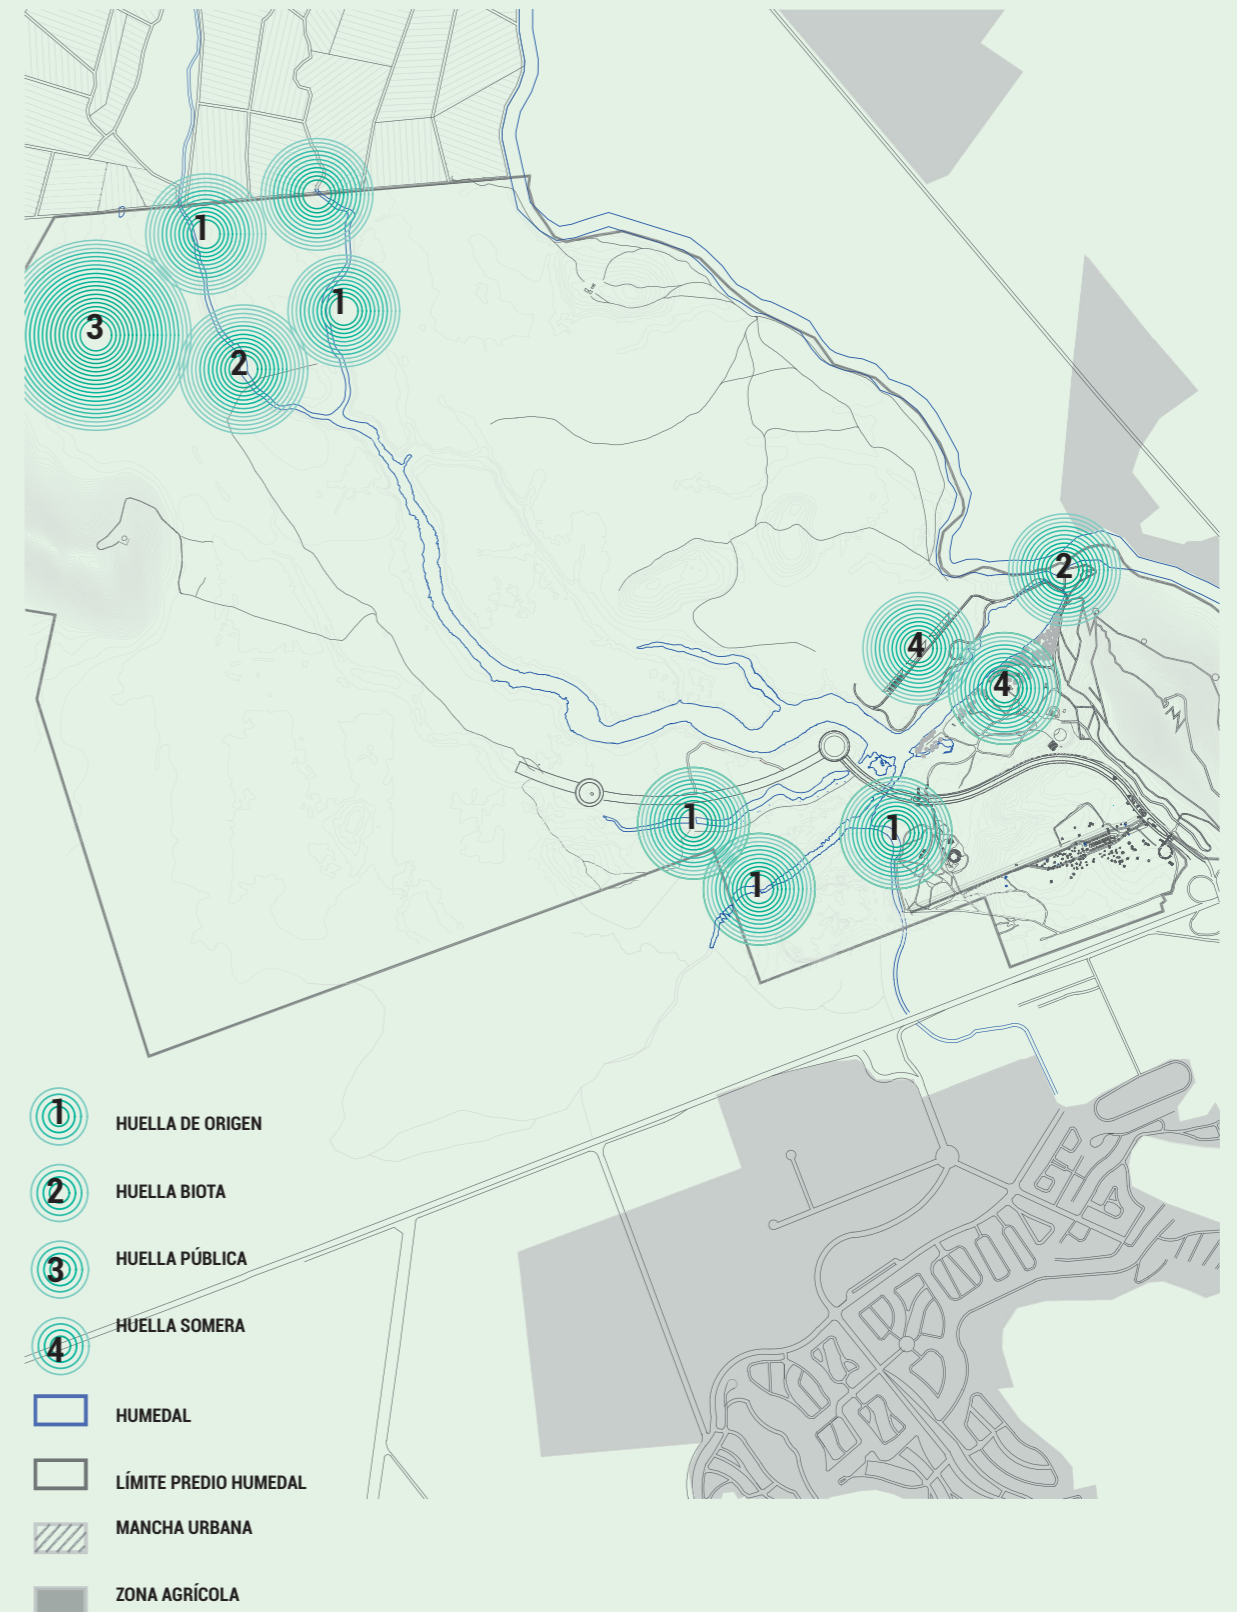 1
1
3
2
2
4
4
1
1
1
1 HUELLA DE ORIGEN
2 HUELLA BIOTA
3 HUELLA PÚBLICA
4 HUELLA SOMERA
HUMEDAL
LÍMITE PREDIO HUMEDAL
MANCHA URBANA
ZONA AGRÍCOLA